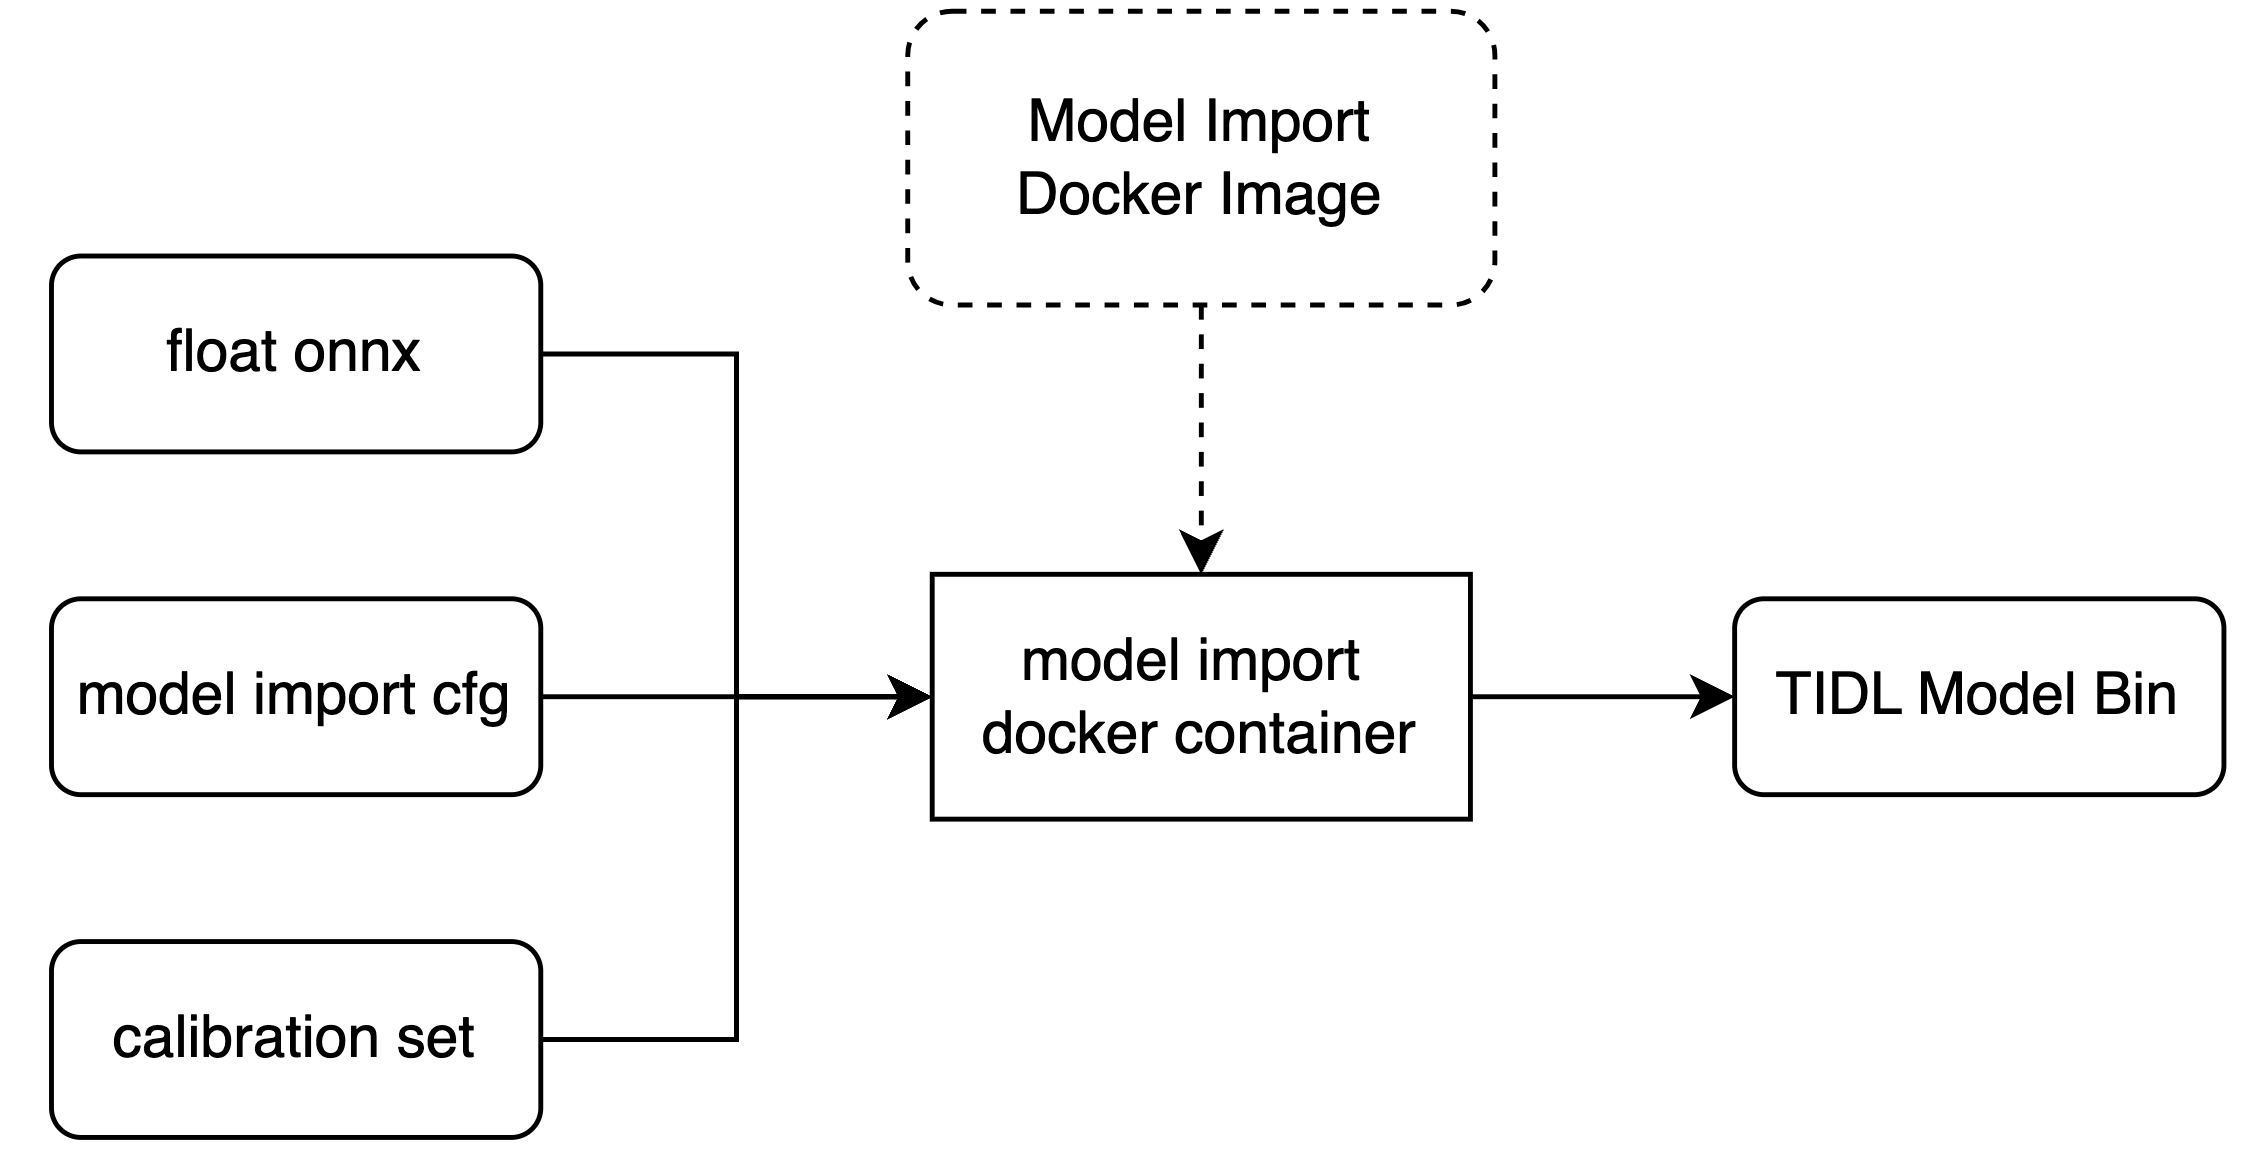 Model Import
Docker Image
float onnx
model import cfg
model import
docker container
TIDL Model Bin
calibration set